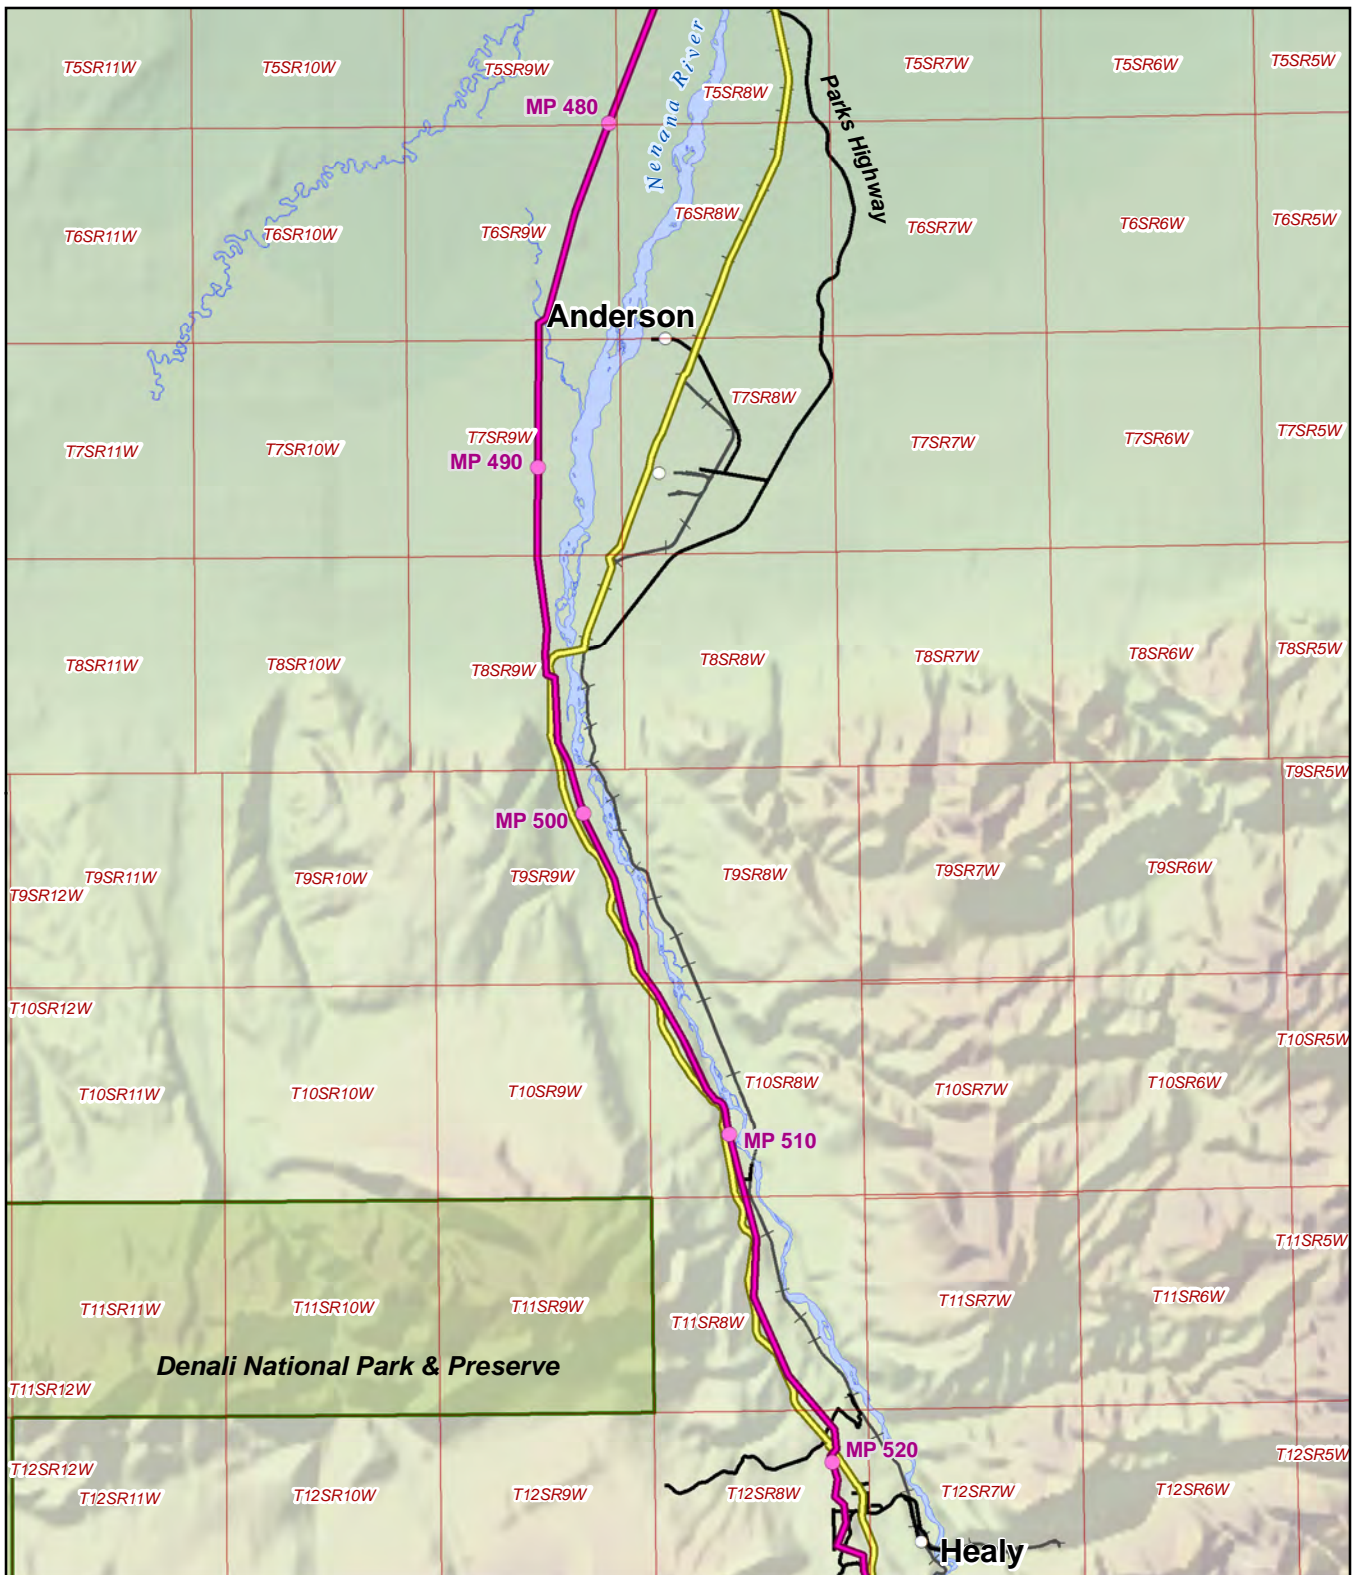 T5SR11W
T5SR10W
T5SR9W
T5SR8W
T5SR7W
T5SR6W
T5SR5W
MP 480
Nenana River
Parks Highway
T6SR11W
T6SR10W
T6SR9W
T6SR8W
T6SR7W
T6SR6W
T6SR5W
Anderson
T7SR11W
T7SR10W
T7SR9W
T7SR8W
T7SR7W
T7SR6W
T7SR5W
MP 490
T8SR11W
T8SR10W
T8SR9W
T8SR8W
T8SR7W
T8SR6W
T8SR5W
T9SR5W
MP 500
T9SR12W
T9SR11W
T9SR10W
T9SR9W
T9SR8W
T9SR7W
T9SR6W
T10SR12W
T10SR5W
T10SR11W
T10SR10W
T10SR9W
T10SR8W
T10SR7W
T10SR6W
MP 510
T11SR5W
T11SR11W
T11SR10W
T11SR9W
T11SR8W
T11SR7W
T11SR6W
Denali National Park & Preserve
T11SR12W
MP 520
T12SR12W
T12SR5W
T12SR11W
T12SR10W
T12SR9W
T12SR8W
T12SR7W
T12SR6W
Healy